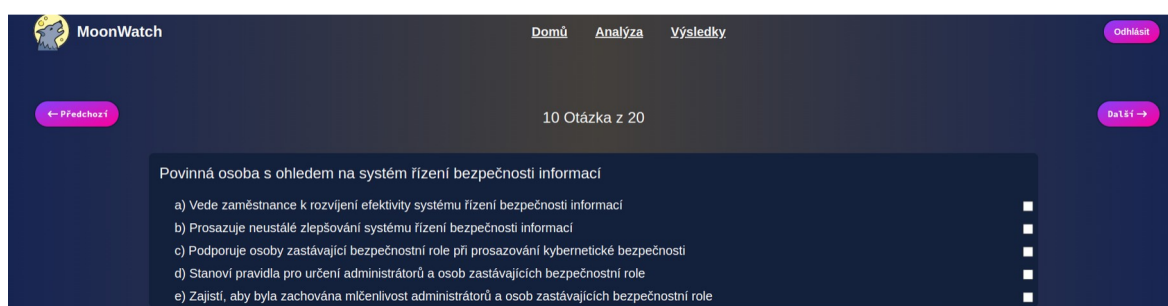 MoonWatch
Domů Analýza Výsledky
Odhlásit
← Předchozí
10 Otázka z 20
Další →
Povinná osoba s ohledem na systém řízení bezpečnosti informací
a) Vede zaměstnance k rozvíjení efektivity systému řízení bezpečnosti informací
b) Prosazuje neustálé zlepšování systému řízení bezpečnosti informací
c) Podporuje osoby zastávající bezpečnostní role při prosazování kybernetické bezpečnosti
d) Stanoví pravidla pro určení administrátorů a osob zastávajících bezpečnostní role
e) Zajistí, aby byla zachována mlčenlivost administrátorů a osob zastávajících bezpečnostní role